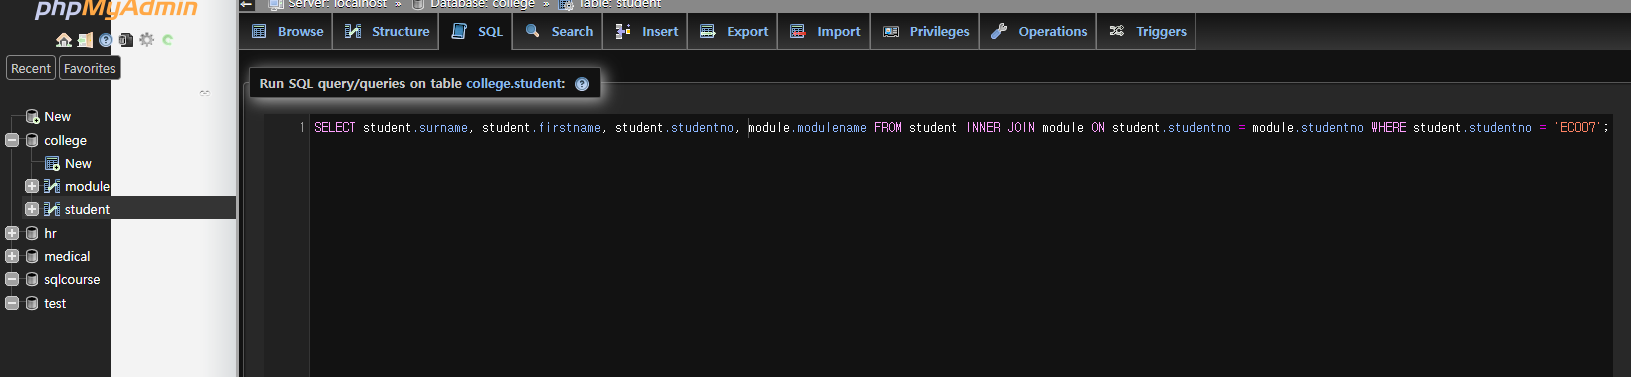 phpMyAdmin
Recent Favorites
New
college
New
module
student
hr
medical
sqlcourse
test
Server: localhost » Database: college » Table: student
Browse Structure SQL Search Insert Export Import Privileges Operations Triggers
Run SQL query/queries on table college.student:
1 SELECT student.surname, student.firstname, student.studentno, module.modulename FROM student INNER JOIN module ON student.studentno = module.studentno WHERE student.studentno = 'EC007';